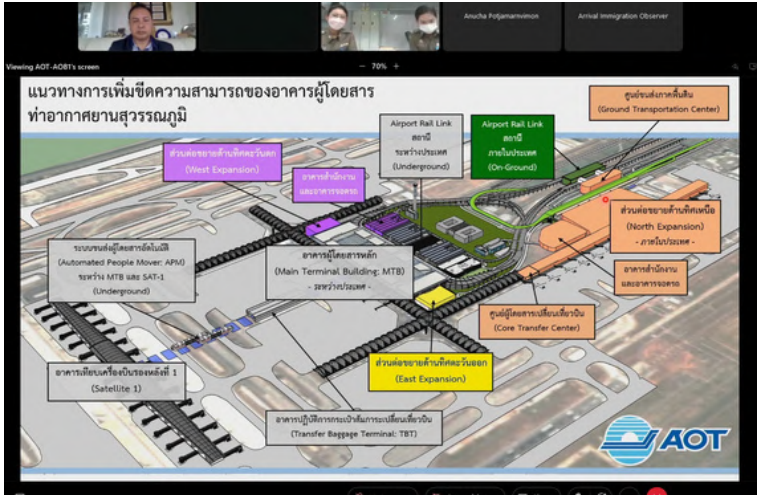 Anucha Potjamarnvimon
Arrival Immigration Observer
Viewing AOT-AOB1's screen
− 70% +
แนวทางการเพิ่มขีดความสามารถของอาคารผู้โดยสาร
ท่าอากาศยานสุวรรณภูมิ
ศูนย์ขนส่งภาคพื้นดิน
(Ground Transportation Center)
Airport Rail Link
สถานี
ระหว่างประเทศ
(Underground)
Airport Rail Link
สถานี
ภายในประเทศ
(On-Ground)
ส่วนต่อขยายด้านทิศตะวันตก
(West Expansion)
อาคารสำนักงาน
และอาคารจอดรถ
ส่วนต่อขยายด้านทิศเหนือ
(North Expansion)
- ภายในประเทศ -
ระบบขนส่งผู้โดยสารอัตโนมัติ
(Automated People Mover: APM)
ระหว่าง MTB และ SAT-1
(Underground)
อาคารผู้โดยสารหลัก
(Main Terminal Building: MTB)
- ระหว่างประเทศ -
อาคารสำนักงาน
และอาคารจอดรถ
ศูนย์ผู้โดยสารเปลี่ยนเที่ยวบิน
(Core Transfer Center)
อาคารเทียบเครื่องบินรองหลังที่ 1
(Satellite 1)
ส่วนต่อขยายด้านทิศตะวันออก
(East Expansion)
อาคารปฏิบัติการกระเป๋าสัมภาระเปลี่ยนเที่ยวบิน
(Transfer Baggage Terminal: TBT)
AOT